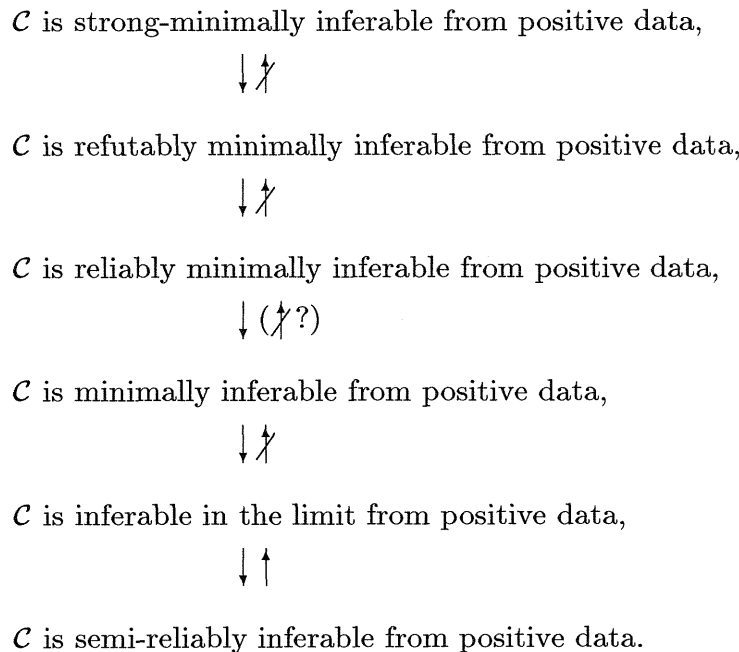 𝒞 is strong-minimally inferable from positive data,
↓ ↑̸
𝒞 is refutably minimally inferable from positive data,
↓ ↑̸
𝒞 is reliably minimally inferable from positive data,
↓ (↑̸ ?)
𝒞 is minimally inferable from positive data,
↓ ↑̸
𝒞 is inferable in the limit from positive data,
↓ ↑
𝒞 is semi-reliably inferable from positive data.